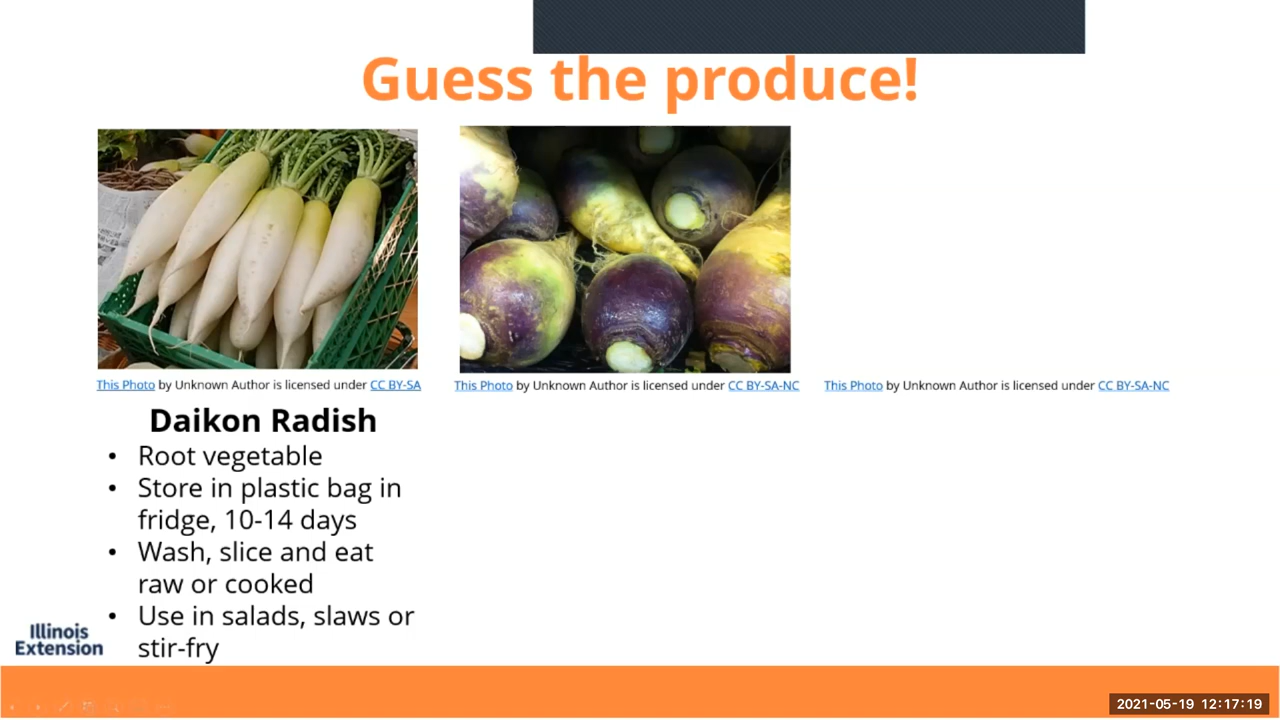 Guess the produce!
This Photo by Unknown Author is licensed under CC BY-SA
This Photo by Unknown Author is licensed under CC BY-SA-NC
This Photo by Unknown Author is licensed under CC BY-SA-NC
Daikon Radish
• Root vegetable
• Store in plastic bag in
fridge, 10-14 days
• Wash, slice and eat
raw or cooked
• Use in salads, slaws or
stir-fry
Illinois
Extension
2021-05-19 12:17:19